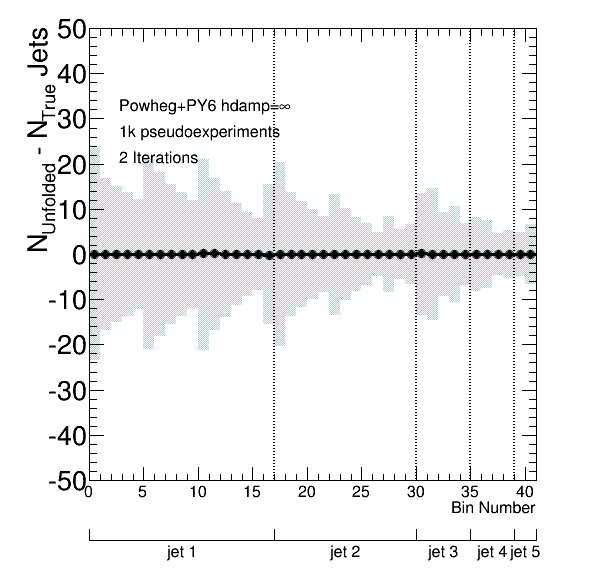 N_Unfolded - N_True Jets
50
40
30
20
10
0
-10
-20
-30
-40
-50
Powheg+PY6 hdamp=∞
1k pseudoexperiments
2 Iterations
0 5 10 15 20 25 30 35 40
Bin Number
jet 1 jet 2 jet 3 jet 4 jet 5